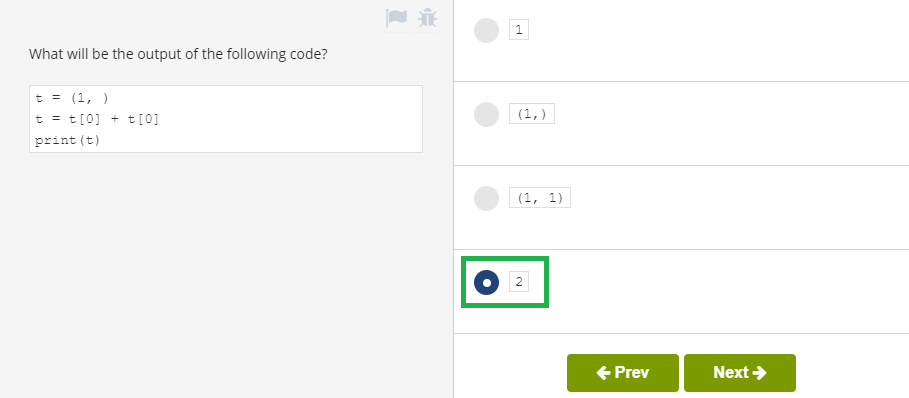 What will be the output of the following code?
t = (1, )
t = t[0] + t[0]
print(t)
1
(1,)
(1, 1)
2
Prev
Next